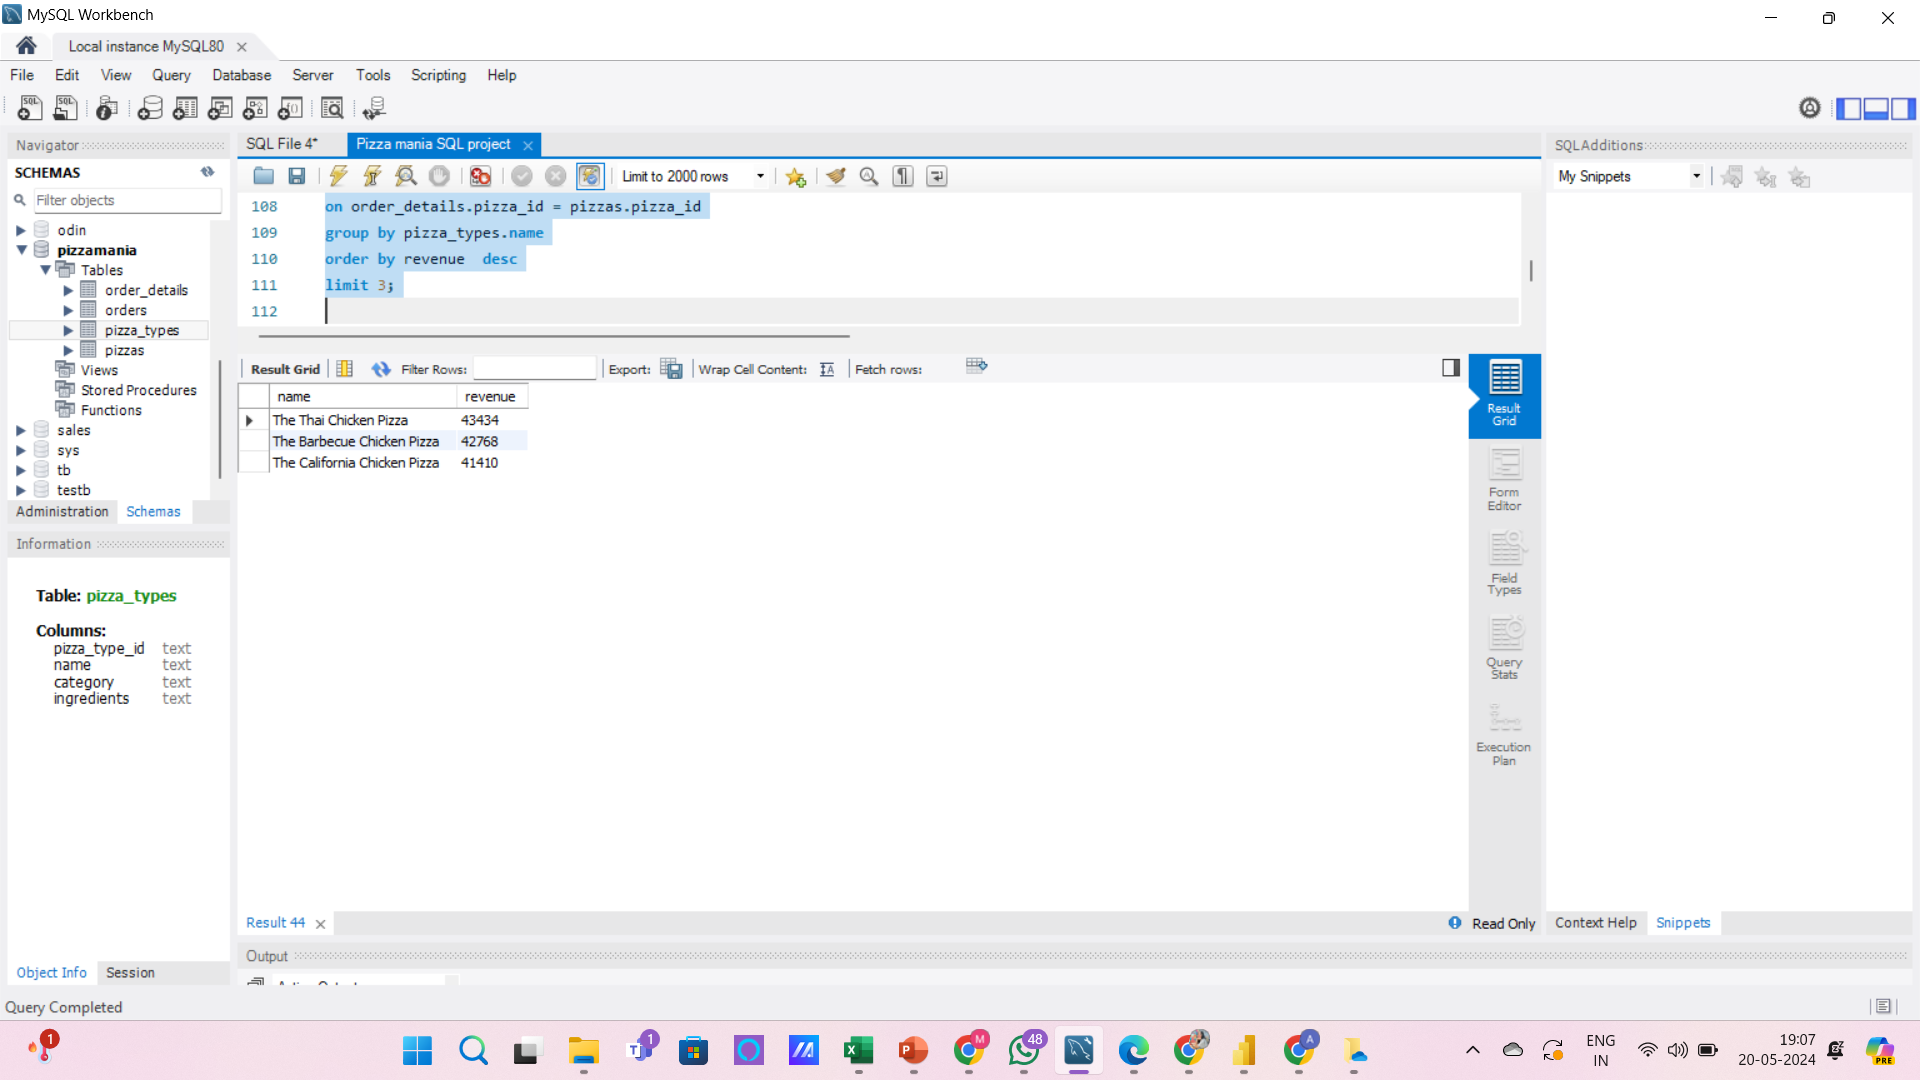 MySQL Workbench
Local instance MySQL80
File Edit View Query Database Server Tools Scripting Help
Navigator
SCHEMAS
Filter objects
odin
pizzamania
Tables
order_details
orders
pizza_types
pizzas
Views
Stored Procedures
Functions
sales
sys
tb
testb
Administration Schemas
Information
Table: pizza_types
Columns:
pizza_type_id text
name text
category text
ingredients text
Object Info Session
SQL File 4* Pizza mania SQL project
Limit to 2000 rows
108 on order_details.pizza_id = pizzas.pizza_id
109 group by pizza_types.name
110 order by revenue desc
111 limit 3;
112
Result Grid Filter Rows: Export: Wrap Cell Content: Fetch rows:
name revenue
The Thai Chicken Pizza 43434
The Barbecue Chicken Pizza 42768
The California Chicken Pizza 41410
Result Grid
Form Editor
Field Types
Query Stats
Execution Plan
Result 44
Read Only
Output
SQLAdditions
My Snippets
Context Help Snippets
Query Completed
1
1
M
48
A
ENG
IN
19:07
20-05-2024
PRE